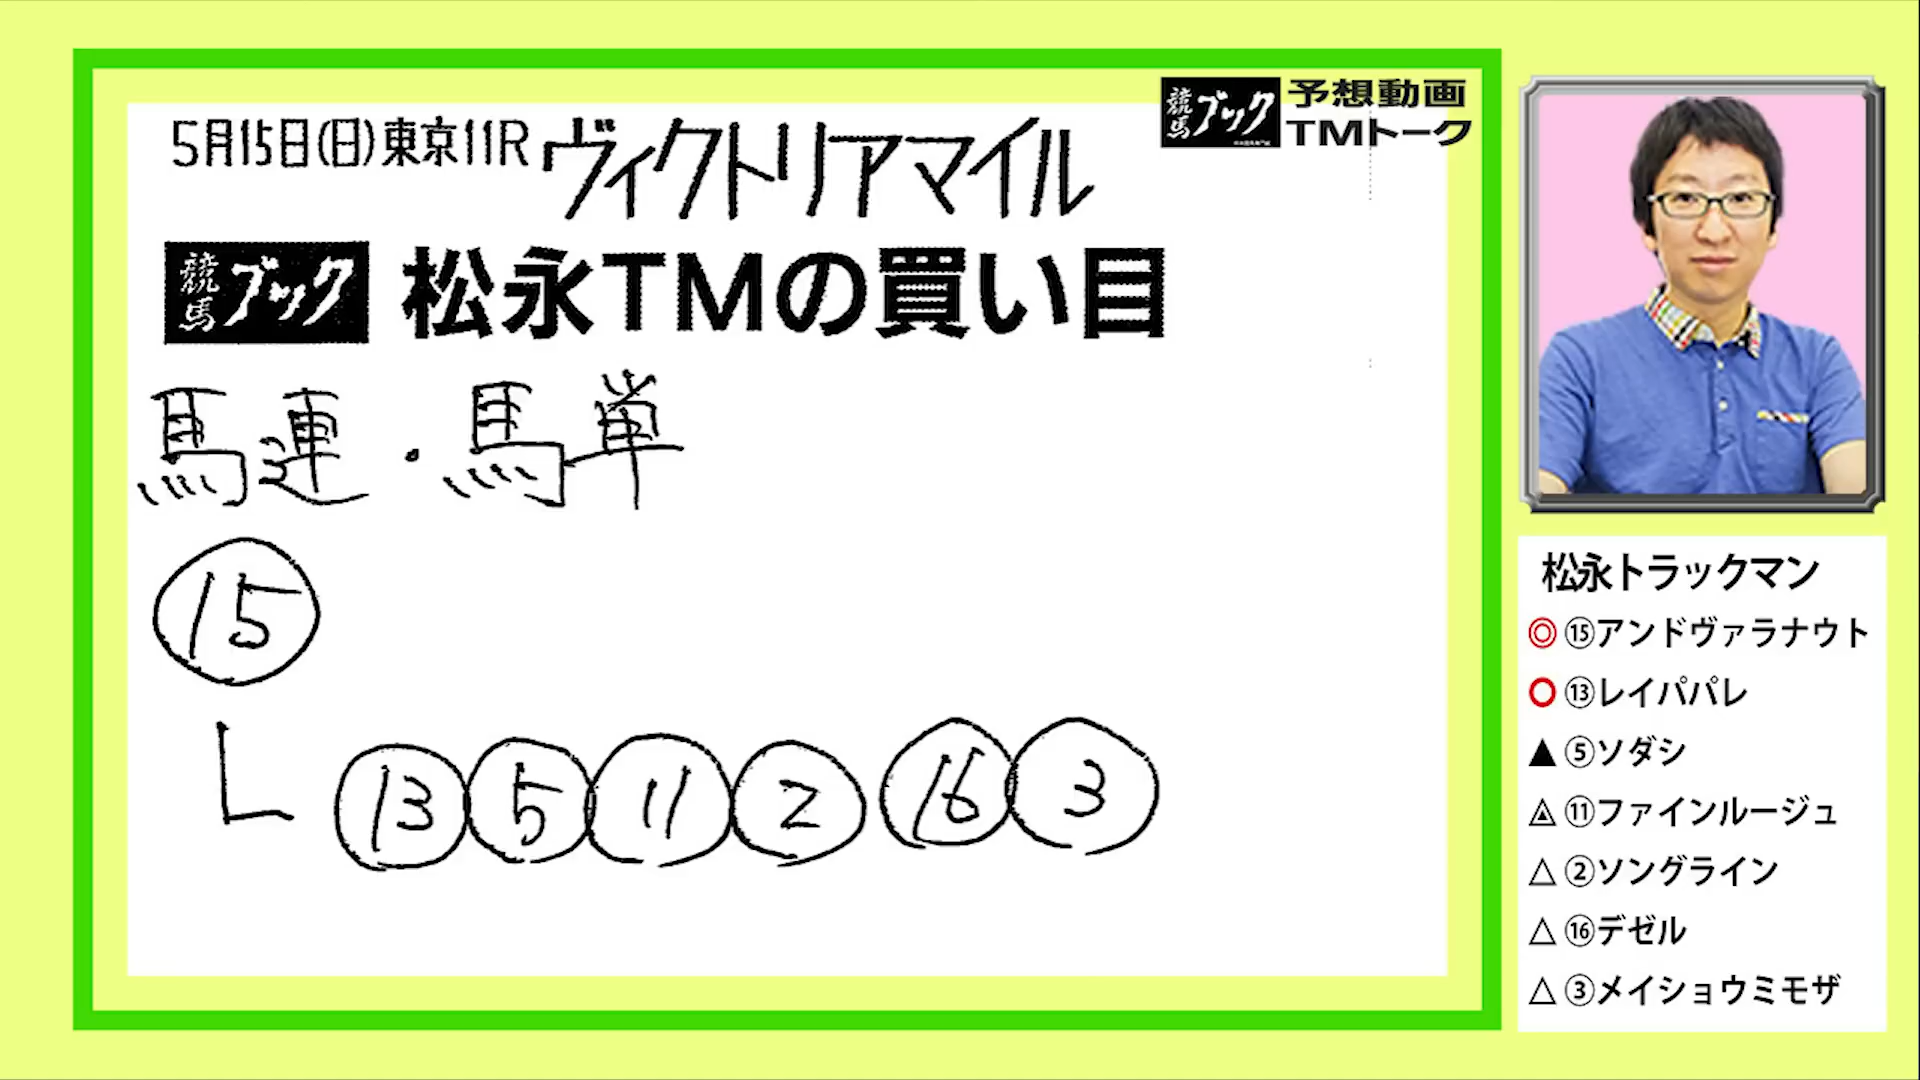 5月15日(日)東京11R ヴィクトリアマイル
競馬ブック 予想動画
TMトーク
競馬ブック 松永TMの買い目
馬連・馬単
⑮
⑬⑤⑪②⑯③
松永トラックマン
◎⑮アンドヴァラナウト
○⑬レイパパレ
▲⑤ソダシ
△⑪ファインルージュ
△②ソングライン
△⑯デゼル
△③メイショウミモザ